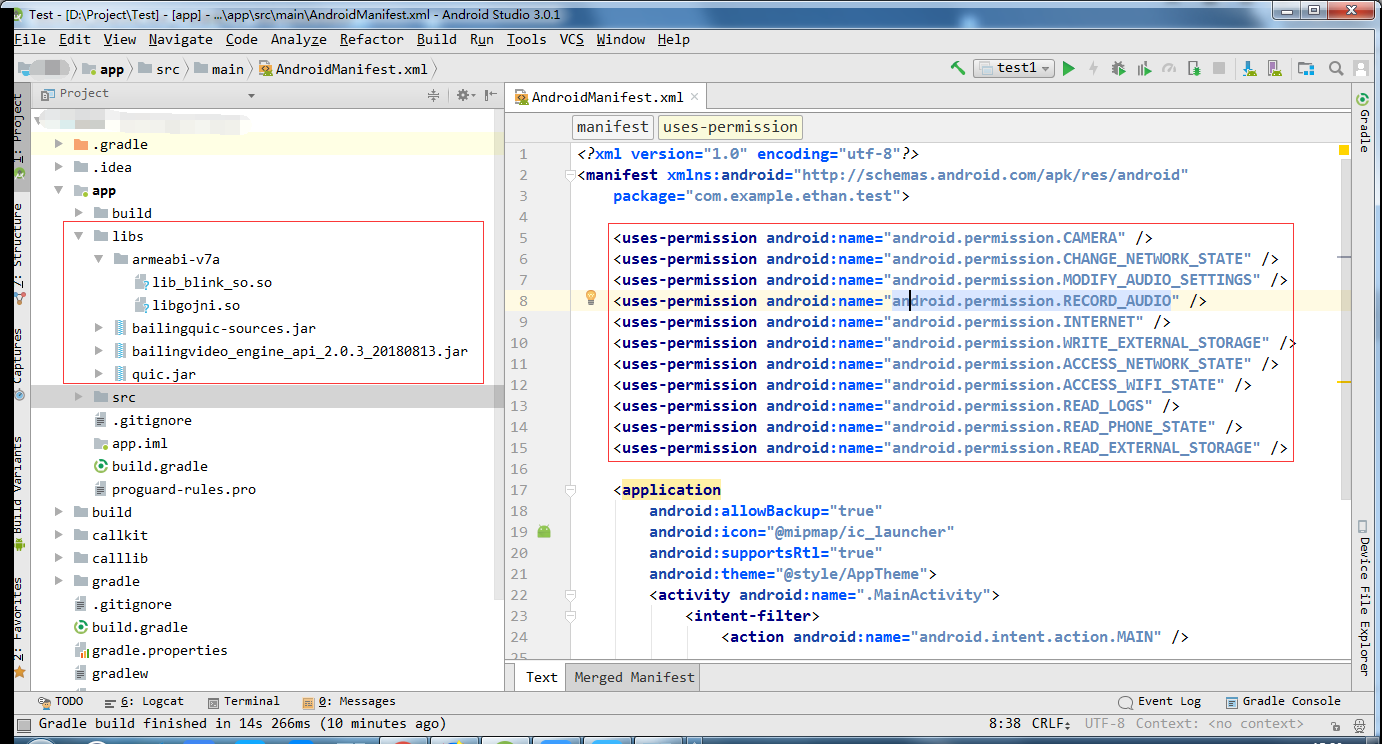 Test - [D:\Project\Test] - [app] - ...\app\src\main\AndroidManifest.xml - Android Studio 3.0.1
File Edit View Navigate Code Analyze Refactor Build Run Tools VCS Window Help
app src main AndroidManifest.xml test1
Project
AndroidManifest.xml
manifest uses-permission
1: Project
7: Structure
Captures
Build Variants
2: Favorites
.gradle
.idea
app
build
libs
armeabi-v7a
lib_blink_so.so
libgojni.so
bailingquic-sources.jar
bailingvideo_engine_api_2.0.3_20180813.jar
quic.jar
src
.gitignore
app.iml
build.gradle
proguard-rules.pro
build
callkit
calllib
gradle
.gitignore
build.gradle
gradle.properties
gradlew
1 <?xml version="1.0" encoding="utf-8"?>
2 <manifest xmlns:android="http://schemas.android.com/apk/res/android"
3 package="com.example.ethan.test">
4
5 <uses-permission android:name="android.permission.CAMERA" />
6 <uses-permission android:name="android.permission.CHANGE_NETWORK_STATE" />
7 <uses-permission android:name="android.permission.MODIFY_AUDIO_SETTINGS" />
8 <uses-permission android:name="android.permission.RECORD_AUDIO" />
9 <uses-permission android:name="android.permission.INTERNET" />
10 <uses-permission android:name="android.permission.WRITE_EXTERNAL_STORAGE" />
11 <uses-permission android:name="android.permission.ACCESS_NETWORK_STATE" />
12 <uses-permission android:name="android.permission.ACCESS_WIFI_STATE" />
13 <uses-permission android:name="android.permission.READ_LOGS" />
14 <uses-permission android:name="android.permission.READ_PHONE_STATE" />
15 <uses-permission android:name="android.permission.READ_EXTERNAL_STORAGE" />
16
17 <application
18 android:allowBackup="true"
19 android:icon="@mipmap/ic_launcher"
20 android:supportsRtl="true"
21 android:theme="@style/AppTheme">
22 <activity android:name=".MainActivity">
23 <intent-filter>
24 <action android:name="android.intent.action.MAIN" />
25
Text Merged Manifest
Gradle
Device File Explorer
TODO 6: Logcat Terminal 0: Messages Event Log Gradle Console
Gradle build finished in 14s 266ms (10 minutes ago) 8:38 CRLF UTF-8 Context: <no context>